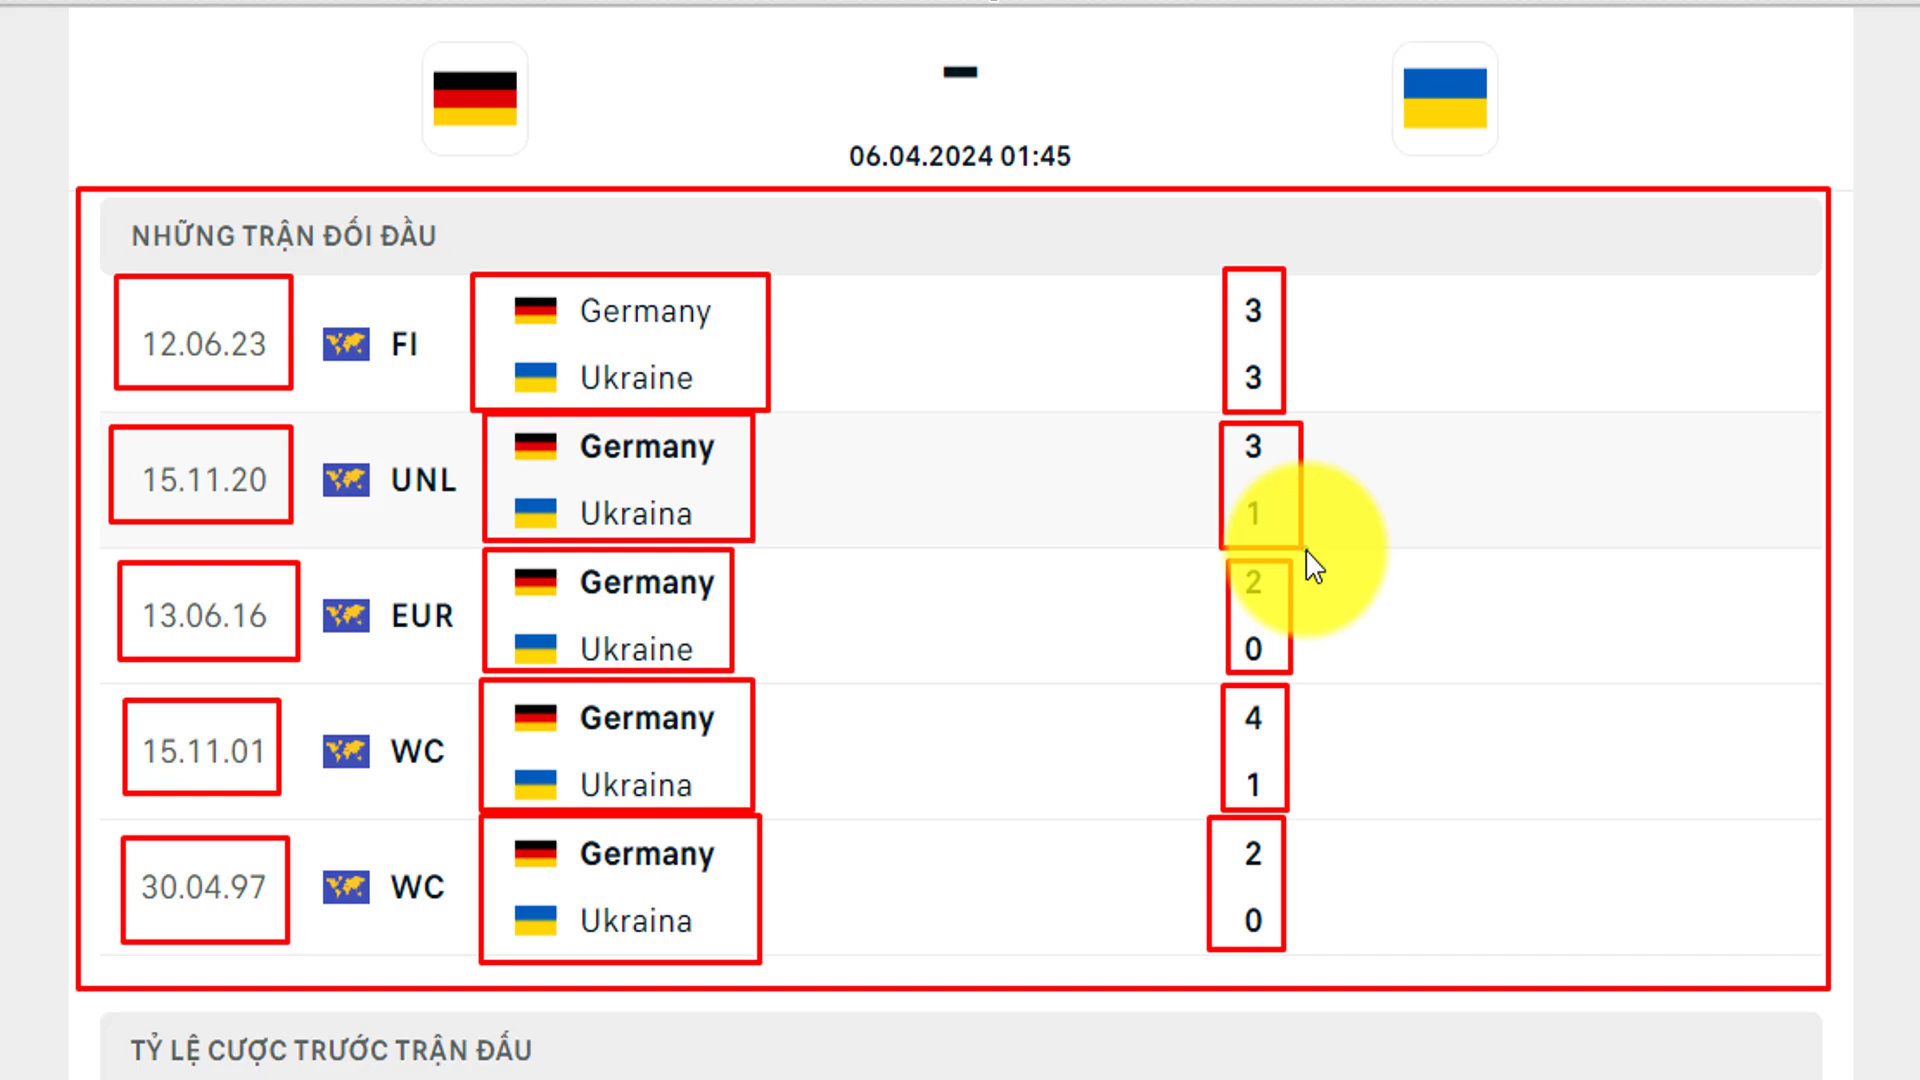 –
06.04.2024 01:45
NHỮNG TRẬN ĐỐI ĐẦU
12.06.23 FI Germany 3
Ukraine 3
15.11.20 UNL Germany 3
Ukraina 1
13.06.16 EUR Germany 2
Ukraine 0
15.11.01 WC Germany 4
Ukraina 1
30.04.97 WC Germany 2
Ukraina 0
TỶ LỆ CƯỢC TRƯỚC TRẬN ĐẤU